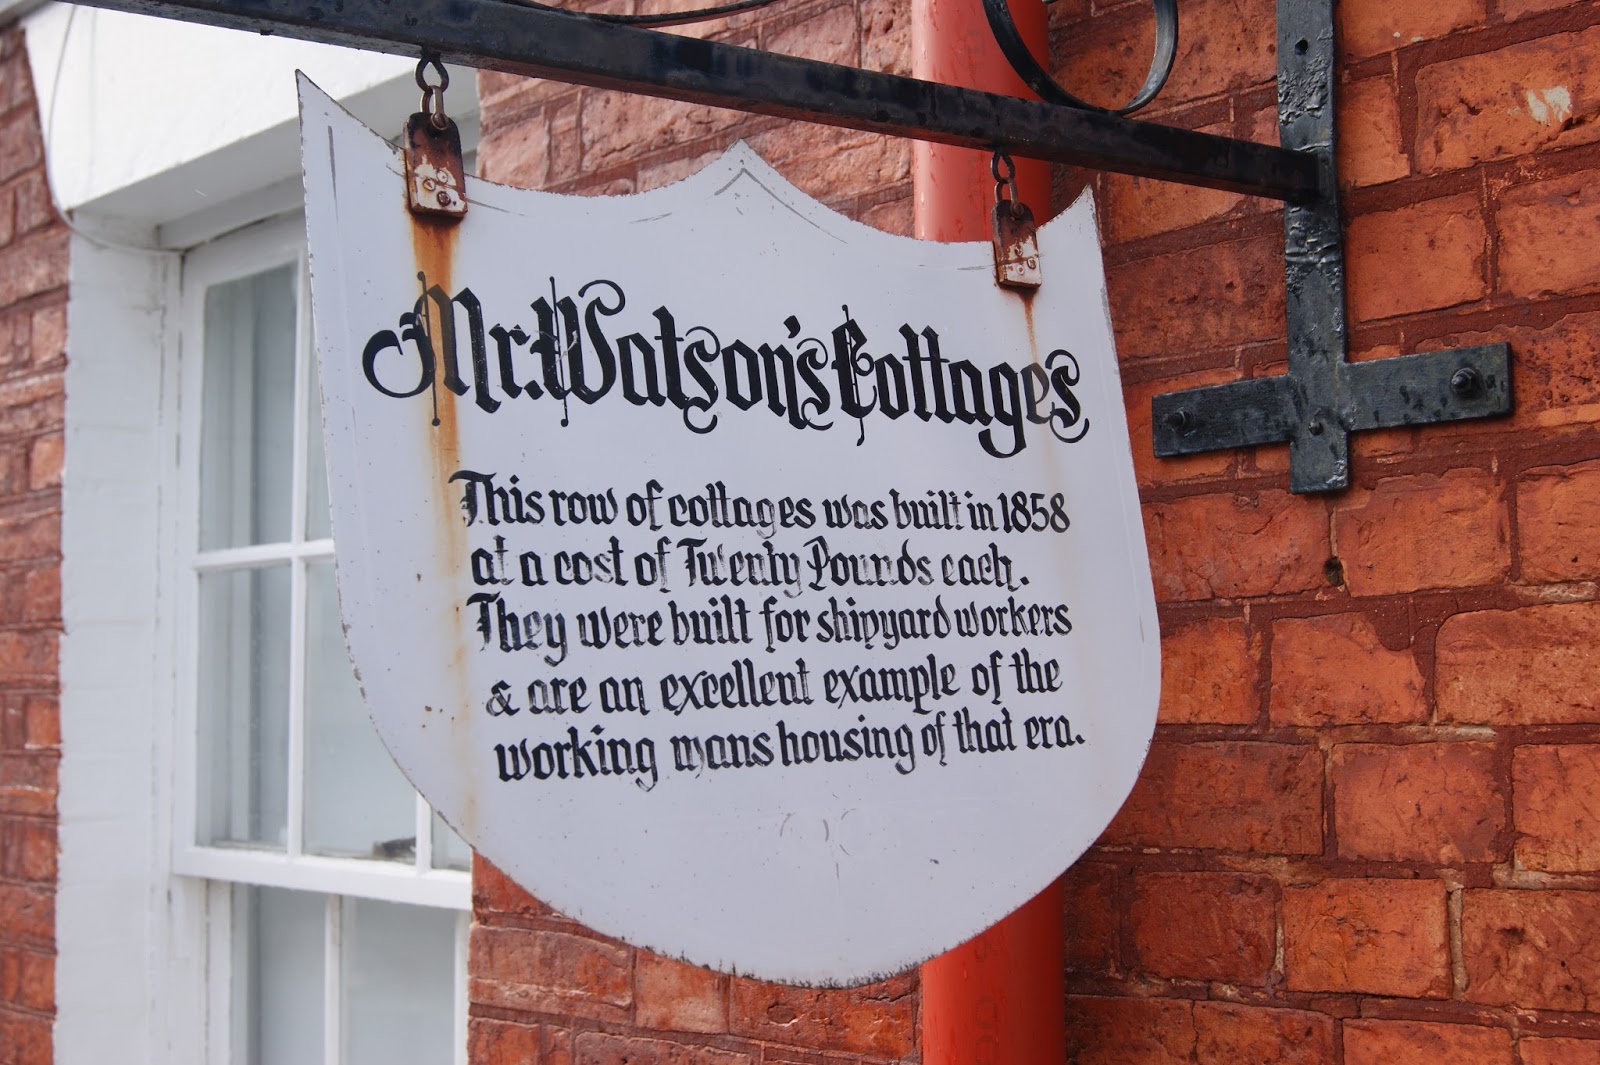 Mr. Watson's Cottages
This row of cottages was built in 1858
at a cost of Twenty Pounds each.
They were built for shipyard workers
& are an excellent example of the
working mans housing of that era.